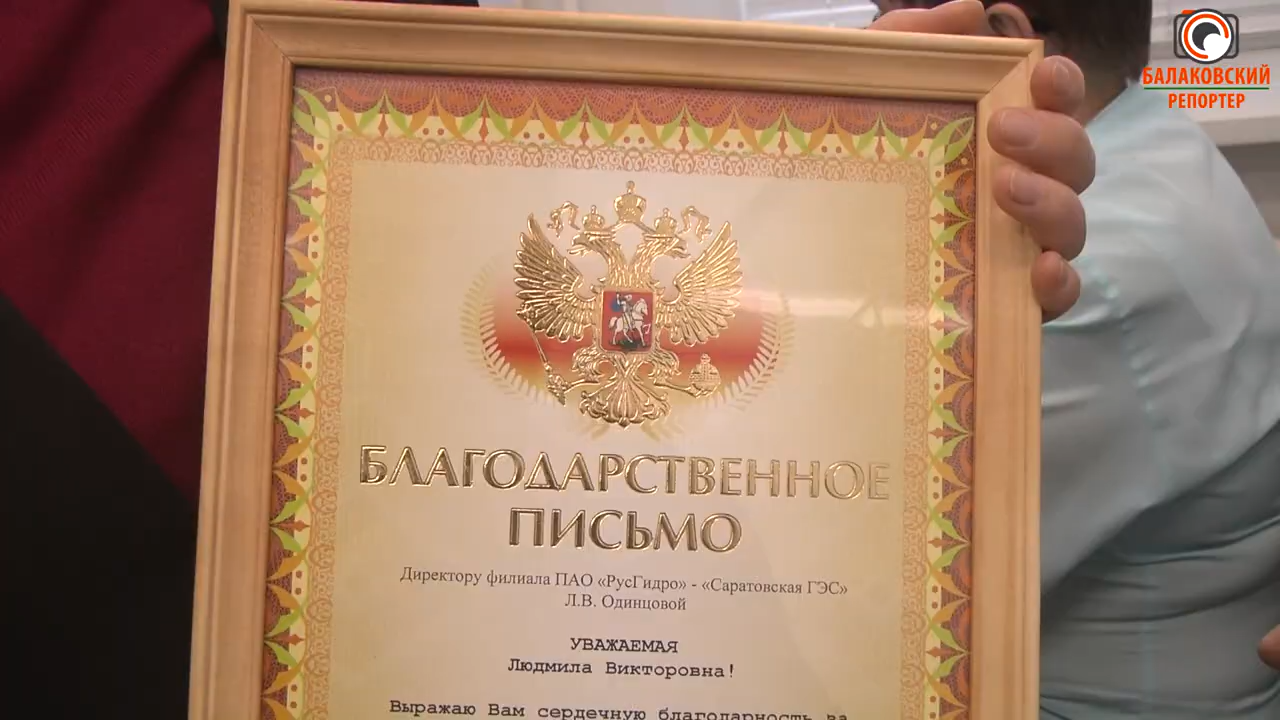 БАЛАКОВСКИЙ
РЕПОРТЕР
БЛАГОДАРСТВЕННОЕ
ПИСЬМО
Директору филиала ПАО «РусГидро» - «Саратовская ГЭС»
Л.В. Одинцовой
УВАЖАЕМАЯ
Людмила Викторовна!
Выражаю Вам сердечную благодарность за